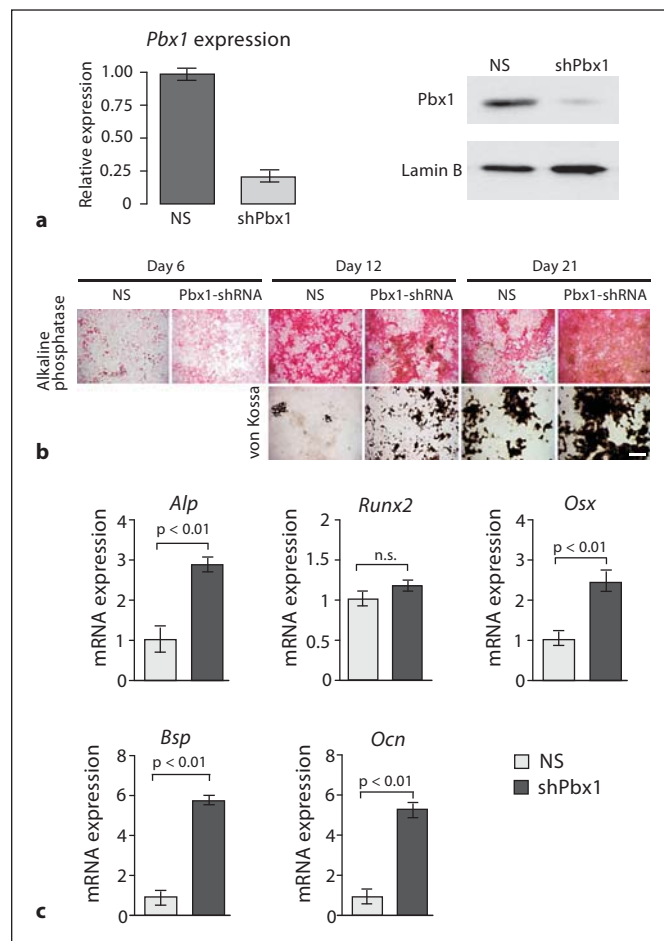 Pbx1 expression
Relative expression
1.00
0.75
0.50
0.25
0
NS
shPbx1
NS
shPbx1
Pbx1
Lamin B
a
Day 6
Day 12
Day 21
NS
Pbx1-shRNA
NS
Pbx1-shRNA
NS
Pbx1-shRNA
Alkaline
phosphatase
von Kossa
b
Alp
mRNA expression
4
3
2
1
0
p < 0.01
Runx2
mRNA expression
2
1.5
1
0.5
0
n.s.
Osx
mRNA expression
4
3
2
1
0
p < 0.01
Bsp
mRNA expression
8
6
4
2
0
p < 0.01
Ocn
mRNA expression
8
6
4
2
0
p < 0.01
NS
shPbx1
c